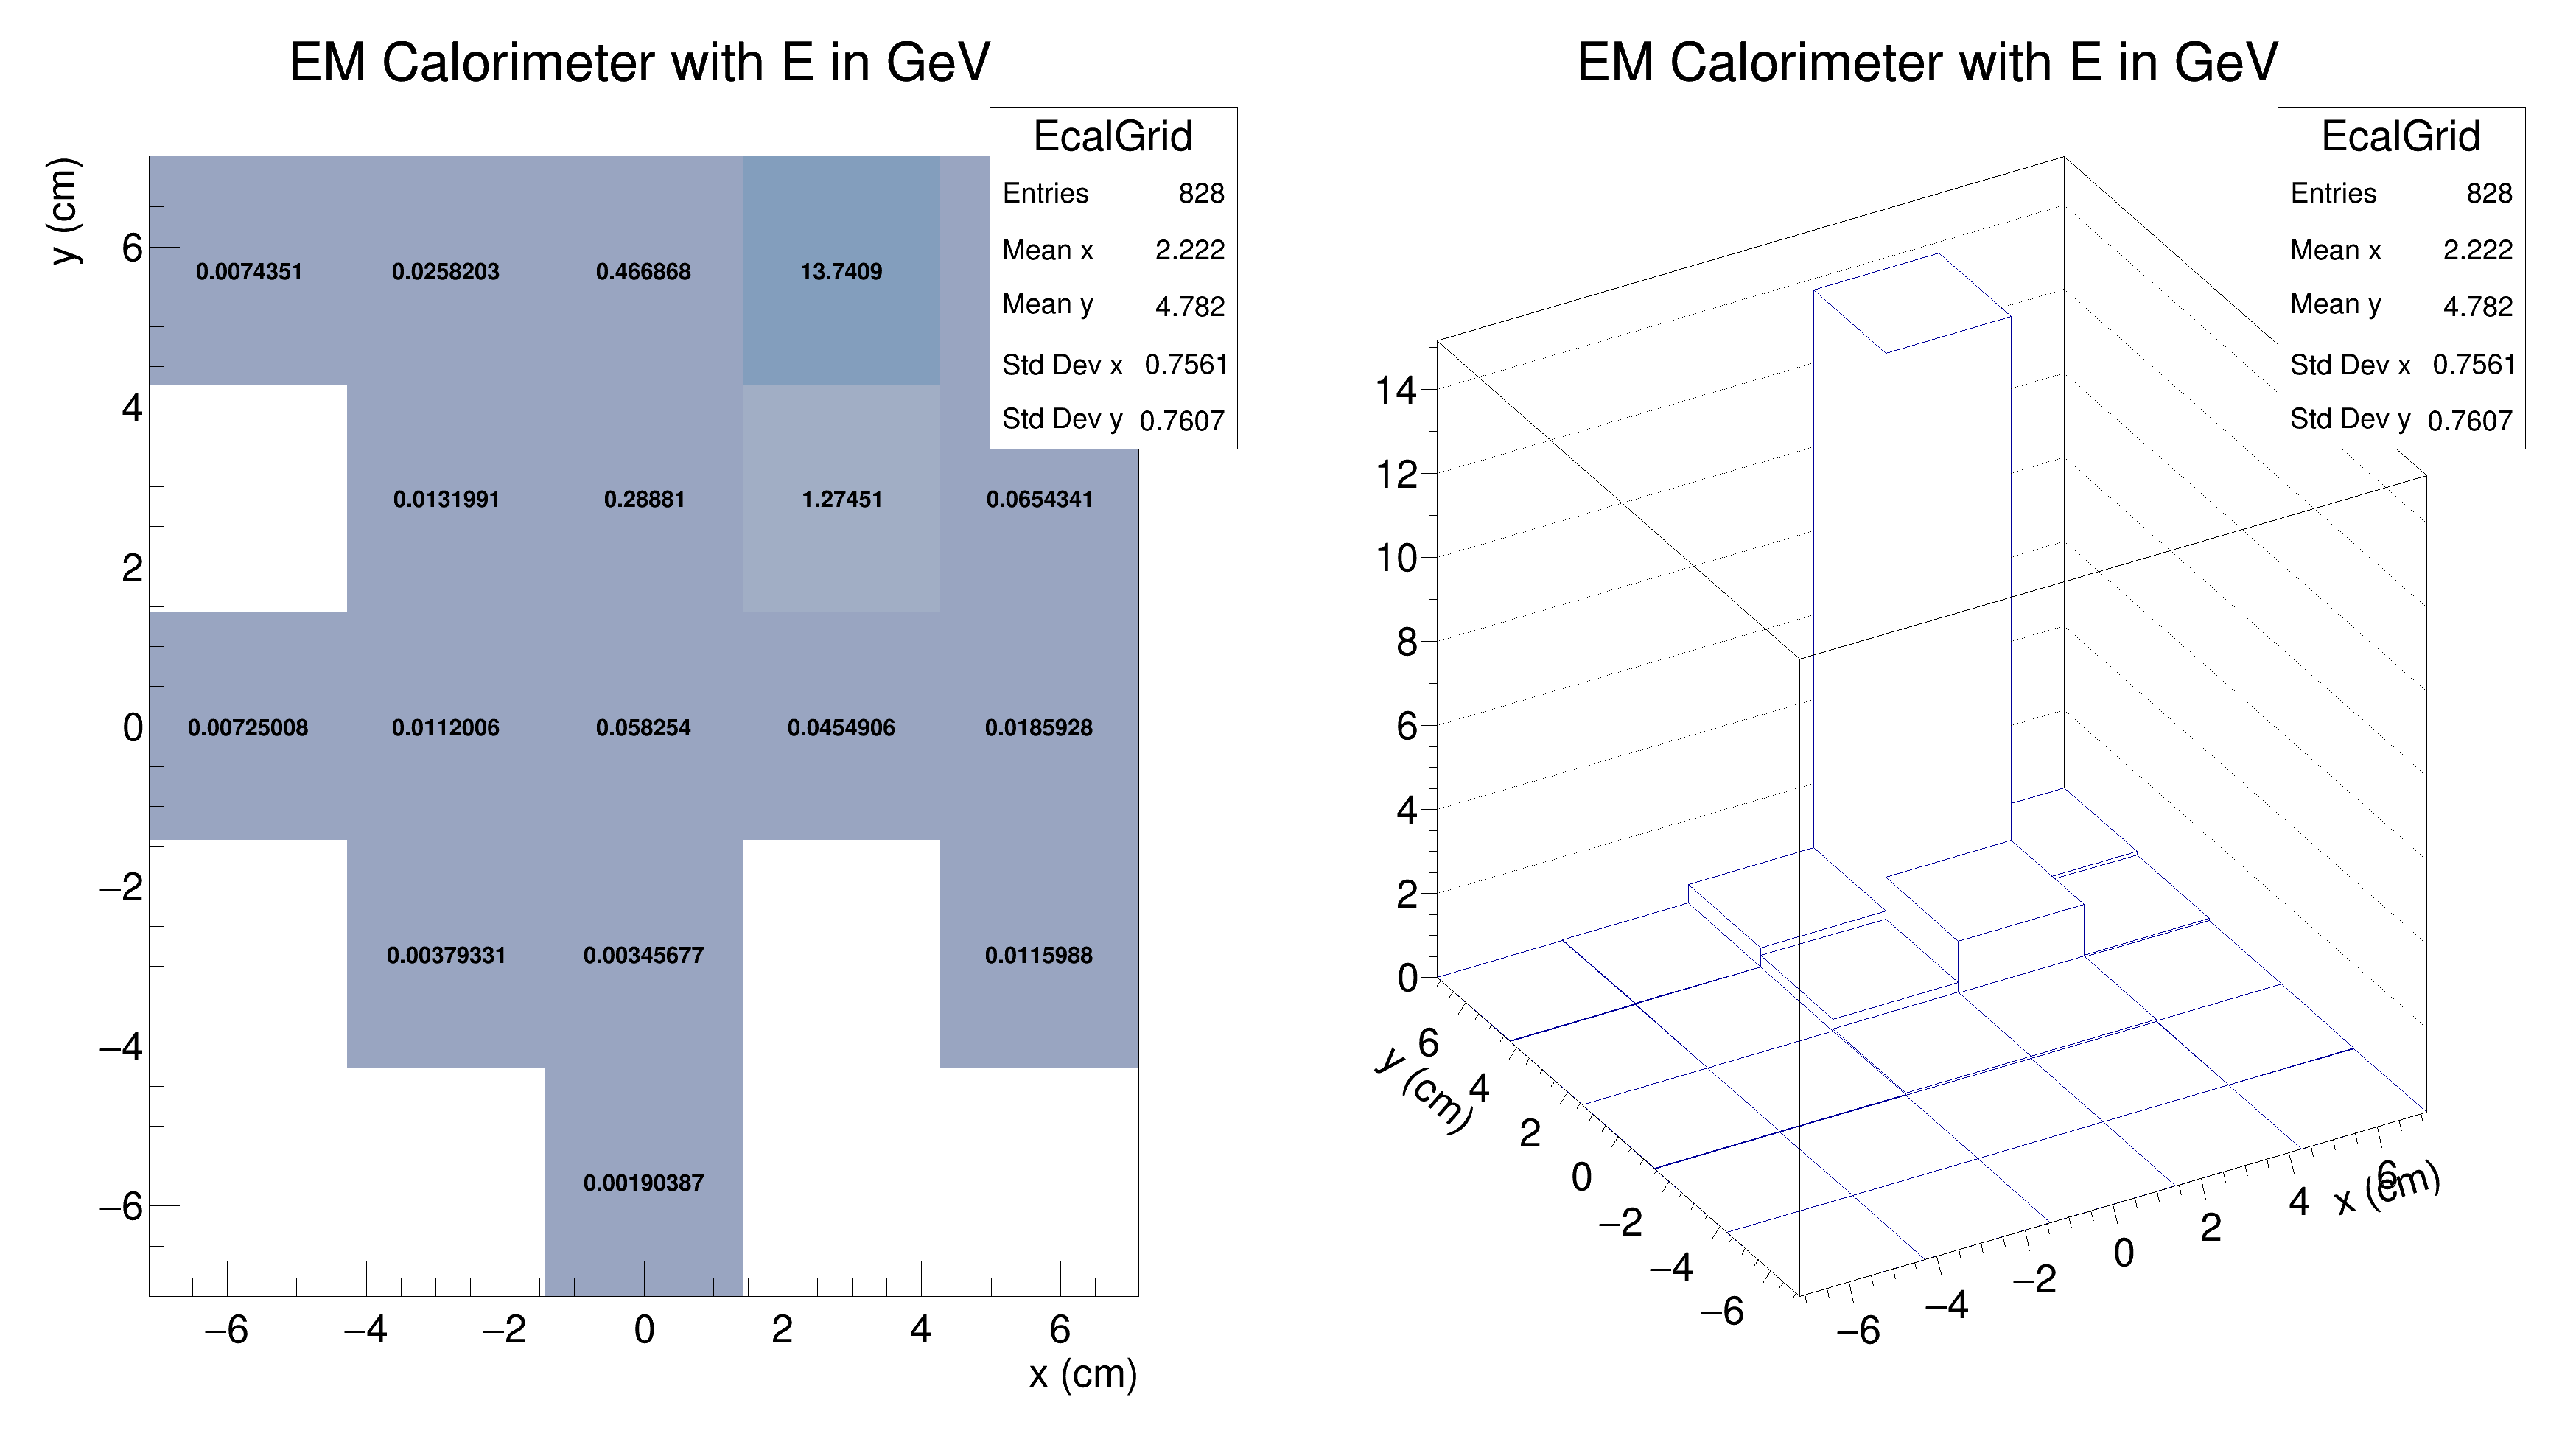 EM Calorimeter with E in GeV
EcalGrid
Entries 828
Mean x 2.222
Mean y 4.782
Std Dev x 0.7561
Std Dev y 0.7607
y (cm)
6
4
2
0
−2
−4
−6
0.0074351 0.0258203 0.466868 13.7409
0.0131991 0.28881 1.27451 0.0654341
0.00725008 0.0112006 0.058254 0.0454906 0.0185928
0.00379331 0.00345677 0.0115988
0.00190387
−6 −4 −2 0 2 4 6
x (cm)
EM Calorimeter with E in GeV
EcalGrid
Entries 828
Mean x 2.222
Mean y 4.782
Std Dev x 0.7561
Std Dev y 0.7607
14
12
10
8
6
4
2
0
6
4
2
0
−2
−4
−6
y (cm)
−6 −4 −2 0 2 4 6
x (cm)